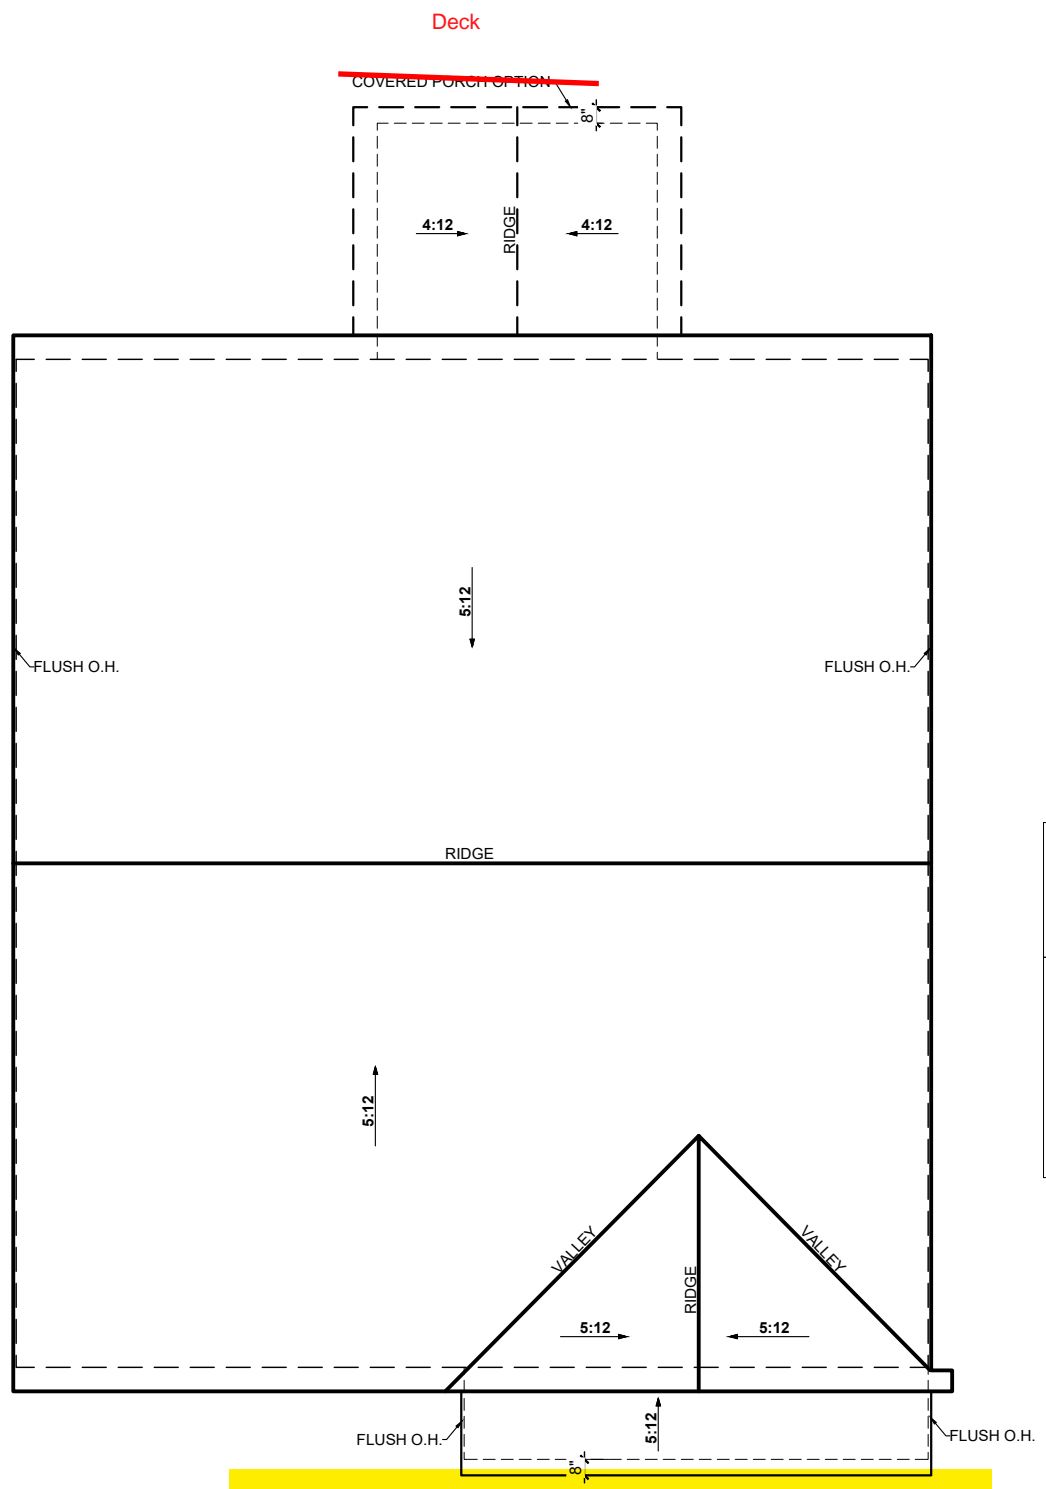 Deck
COVERED PORCH OPTION
8"
4:12
RIDGE
4:12
5:12
FLUSH O.H.
FLUSH O.H.
RIDGE
5:12
VALLEY
VALLEY
RIDGE
5:12
5:12
5:12
FLUSH O.H.
FLUSH O.H.
8"